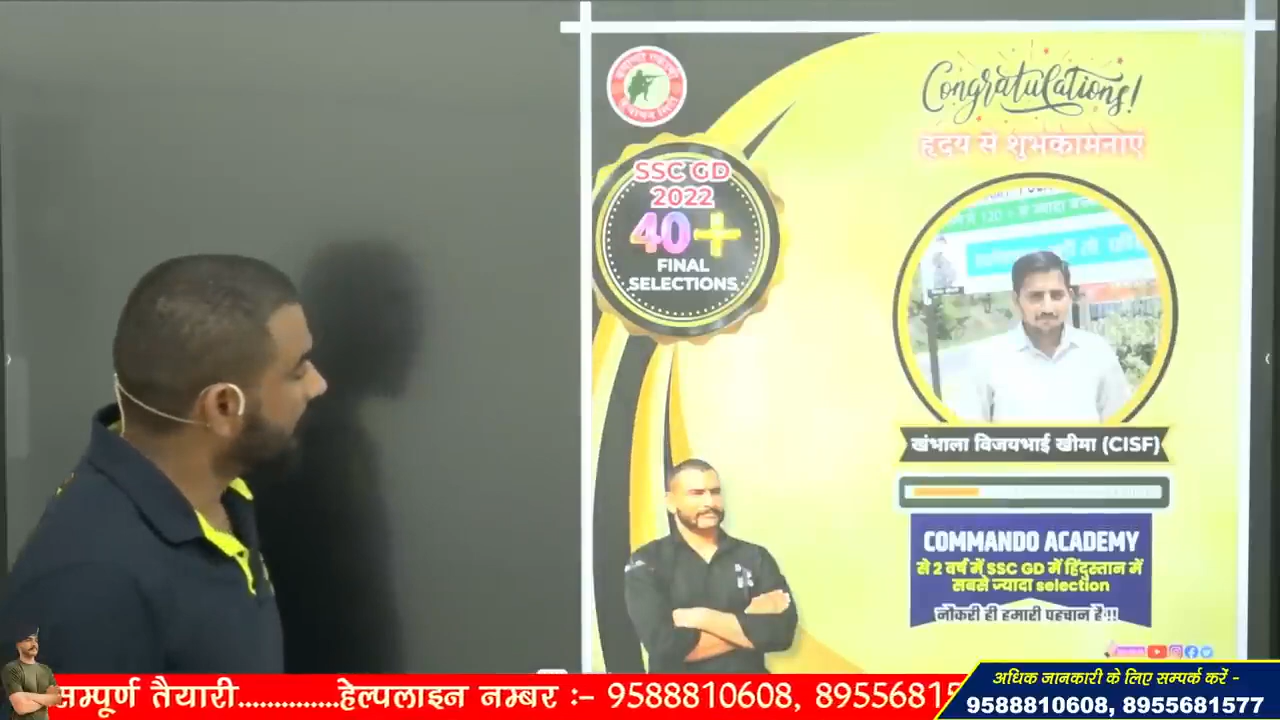 Congratulations!
हृदय से शुभकामनाएं
SSC GD
2022
40+
FINAL
SELECTIONS
खंभाला विजयभाई खीमा (CISF)
COMMANDO ACADEMY
से 2 वर्ष में SSC GD में हिंदुस्तान में
सबसे ज्यादा selection
नौकरी ही हमारी पहचान है !!
सम्पूर्ण तैयारी...............हेल्पलाइन नम्बर :- 9588810608, 89556815
अधिक जानकारी के लिए सम्पर्क करें -
9588810608, 8955681577